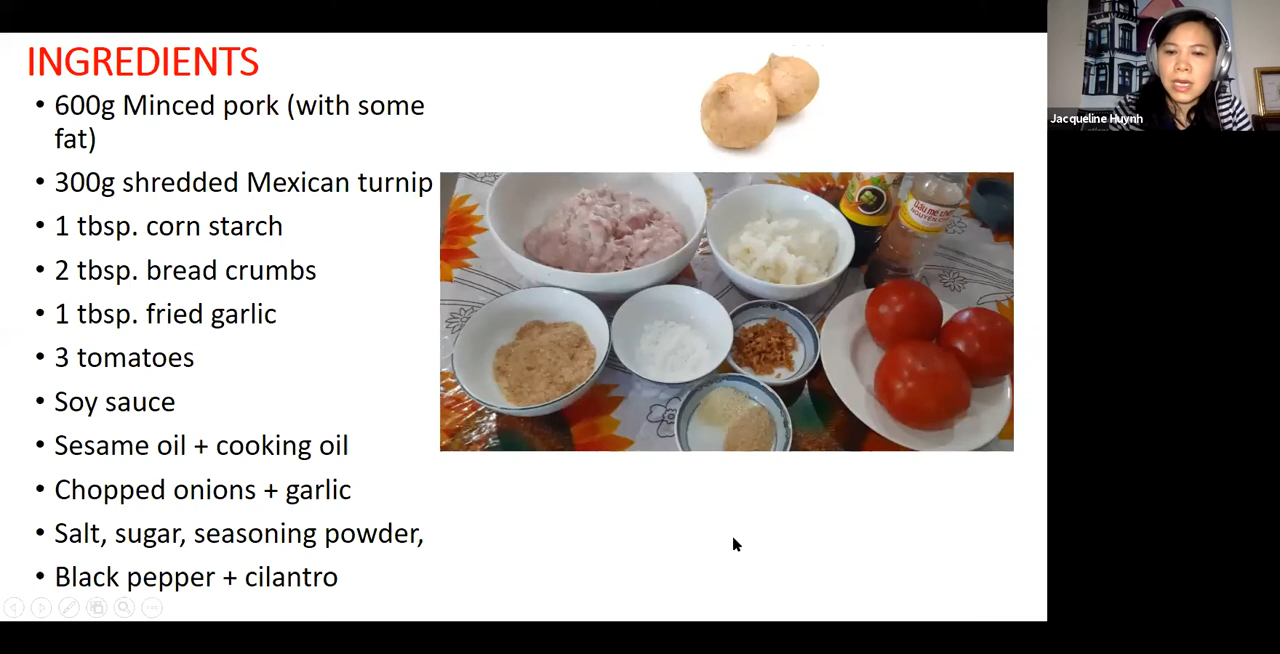 INGREDIENTS
• 600g Minced pork (with some
fat)
• 300g shredded Mexican turnip
• 1 tbsp. corn starch
• 2 tbsp. bread crumbs
• 1 tbsp. fried garlic
• 3 tomatoes
• Soy sauce
• Sesame oil + cooking oil
• Chopped onions + garlic
• Salt, sugar, seasoning powder,
• Black pepper + cilantro
Jacqueline Huynh